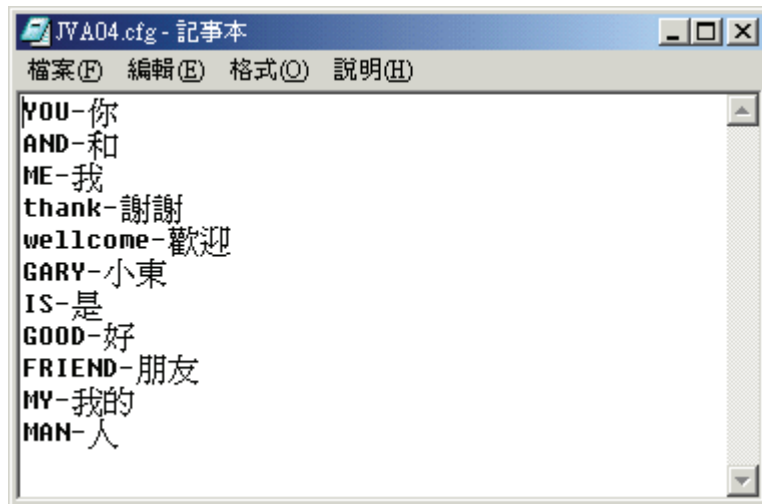 JVA04.cfg - 記事本
檔案(F) 編輯(E) 格式(O) 說明(H)
YOU-你
AND-和
ME-我
thank-謝謝
wellcome-歡迎
GARY-小東
IS-是
GOOD-好
FRIEND-朋友
MY-我的
MAN-人